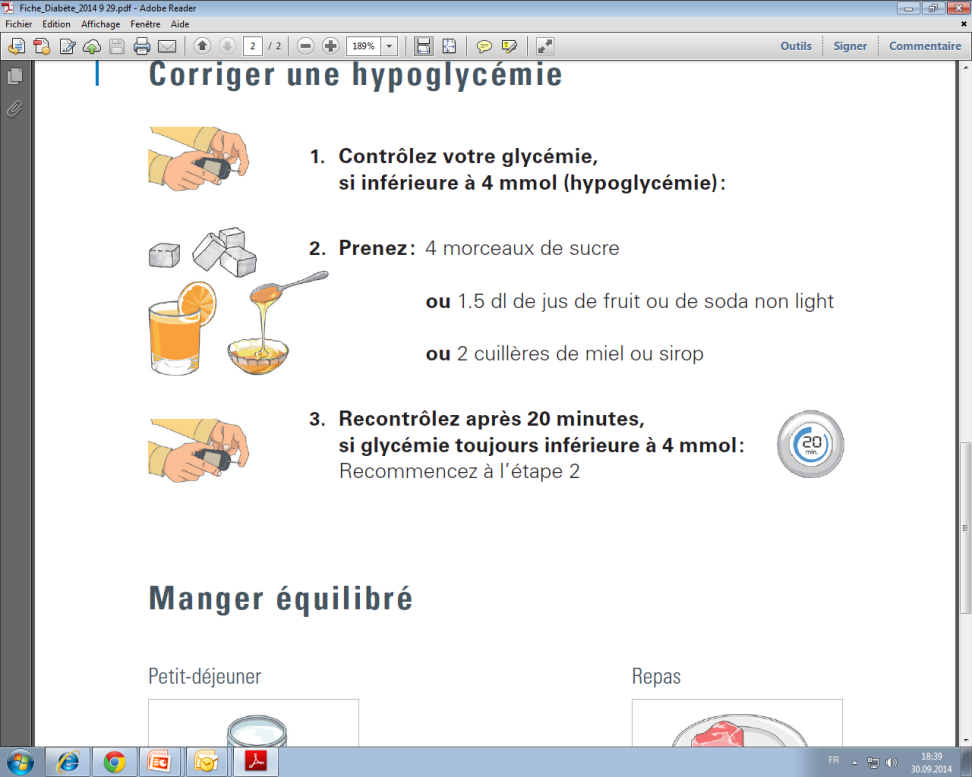 Fiche_Diabète_2014 9 29.pdf - Adobe Reader
Fichier Edition Affichage Fenêtre Aide
2 / 2 189% Outils Signer Commentaire
Corriger une hypoglycémie
1. Contrôlez votre glycémie,
si inférieure à 4 mmol (hypoglycémie):
2. Prenez: 4 morceaux de sucre
ou 1.5 dl de jus de fruit ou de soda non light
ou 2 cuillères de miel ou sirop
3. Recontrôlez après 20 minutes,
si glycémie toujours inférieure à 4 mmol:
Recommencez à l'étape 2
20
min.
Manger équilibré
Petit-déjeuner Repas
FR 18:39
30.09.2014